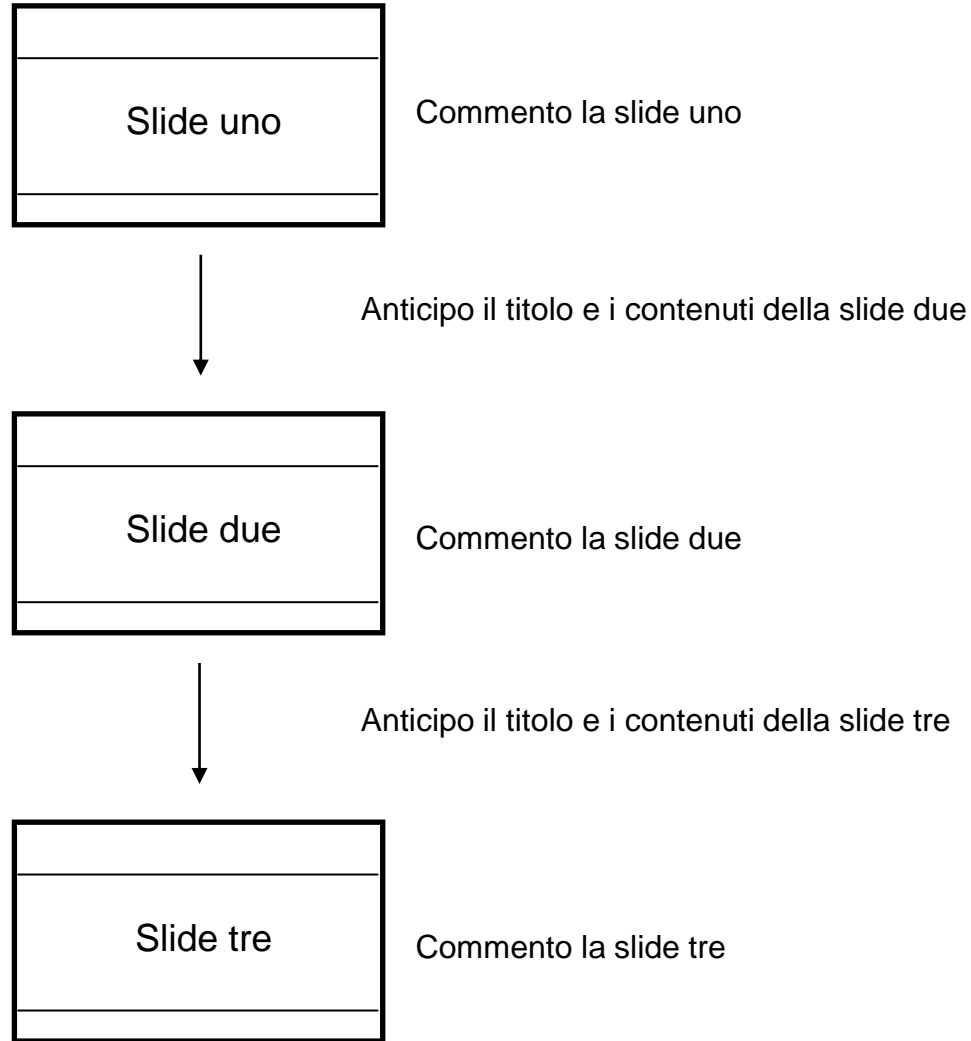 Slide uno
Commento la slide uno
Anticipo il titolo e i contenuti della slide due
Slide due
Commento la slide due
Anticipo il titolo e i contenuti della slide tre
Slide tre
Commento la slide tre